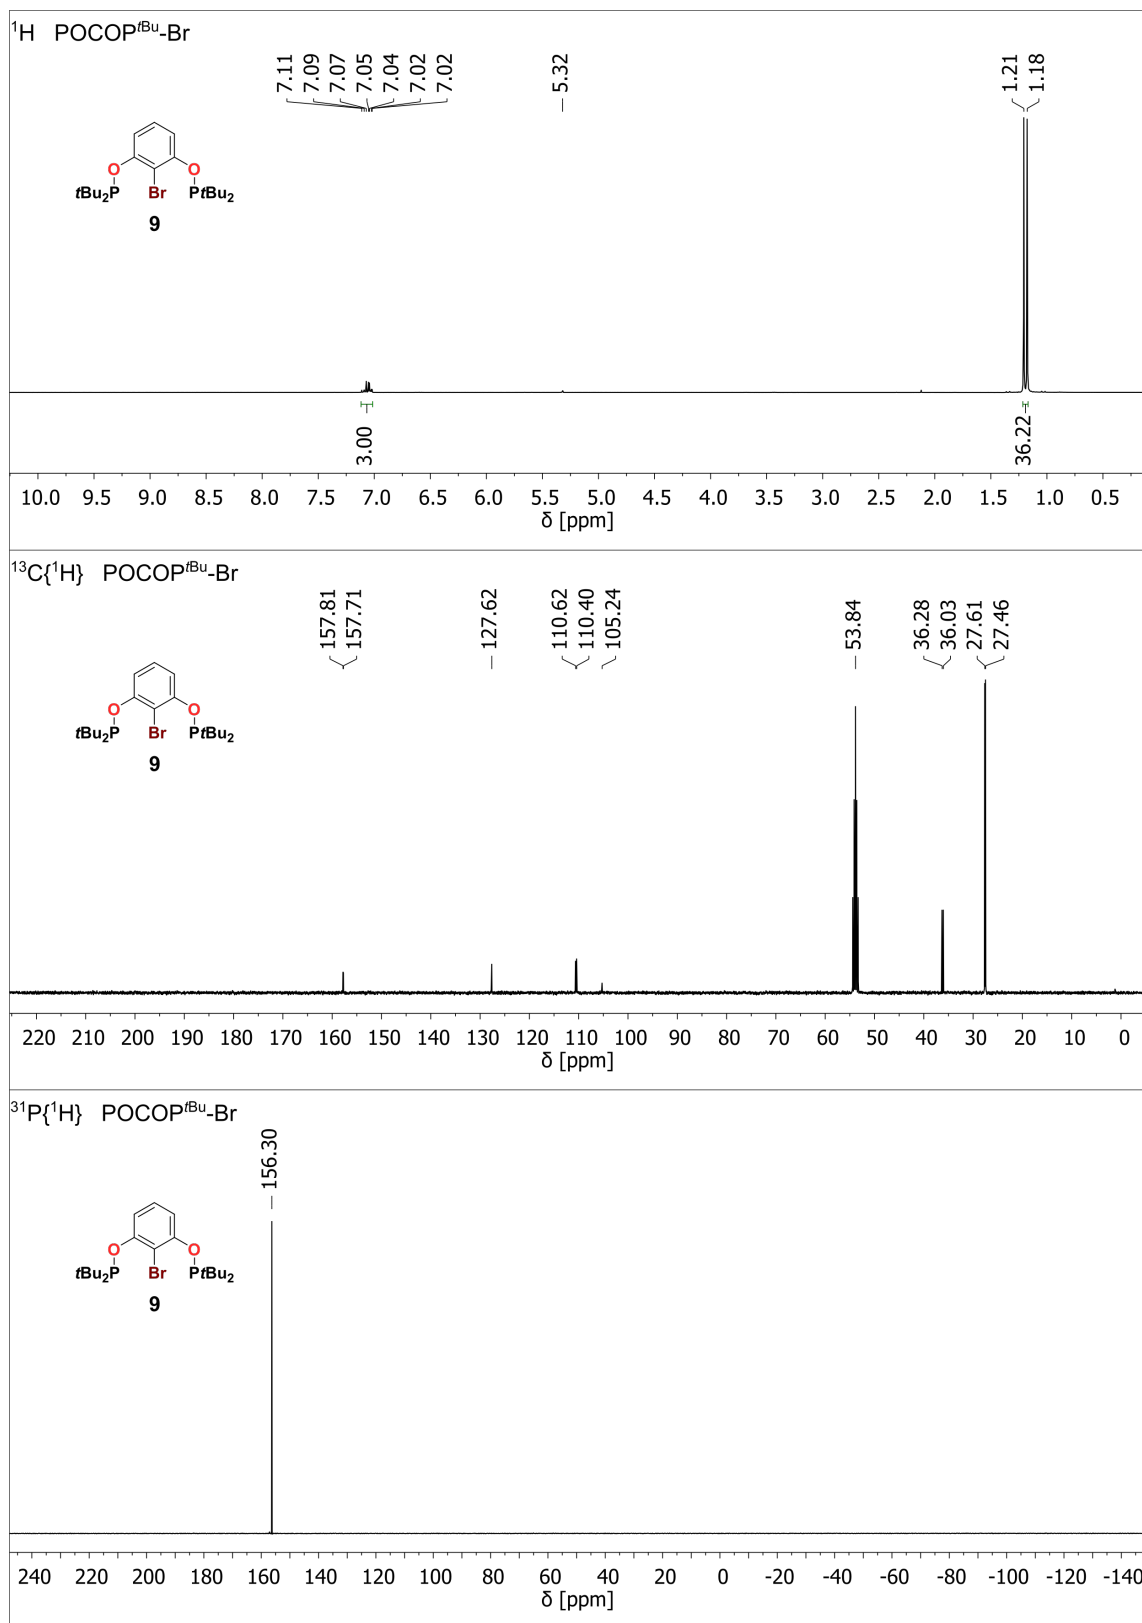 ¹H POCOPᵗᴮᵘ-Br
7.11
7.09
7.07
7.05
7.04
7.02
7.02
5.32
1.21
1.18
O O
tBu₂P Br PtBu₂
9
3.00
36.22
10.0 9.5 9.0 8.5 8.0 7.5 7.0 6.5 6.0 5.5 5.0 4.5 4.0 3.5 3.0 2.5 2.0 1.5 1.0 0.5
δ [ppm]
¹³C{¹H} POCOPᵗᴮᵘ-Br
157.81
157.71
127.62
110.62
110.40
105.24
53.84
36.28
36.03
27.61
27.46
O O
tBu₂P Br PtBu₂
9
220 210 200 190 180 170 160 150 140 130 120 110 100 90 80 70 60 50 40 30 20 10 0
δ [ppm]
³¹P{¹H} POCOPᵗᴮᵘ-Br
156.30
O O
tBu₂P Br PtBu₂
9
240 220 200 180 160 140 120 100 80 60 40 20 0 -20 -40 -60 -80 -100 -120 -140
δ [ppm]